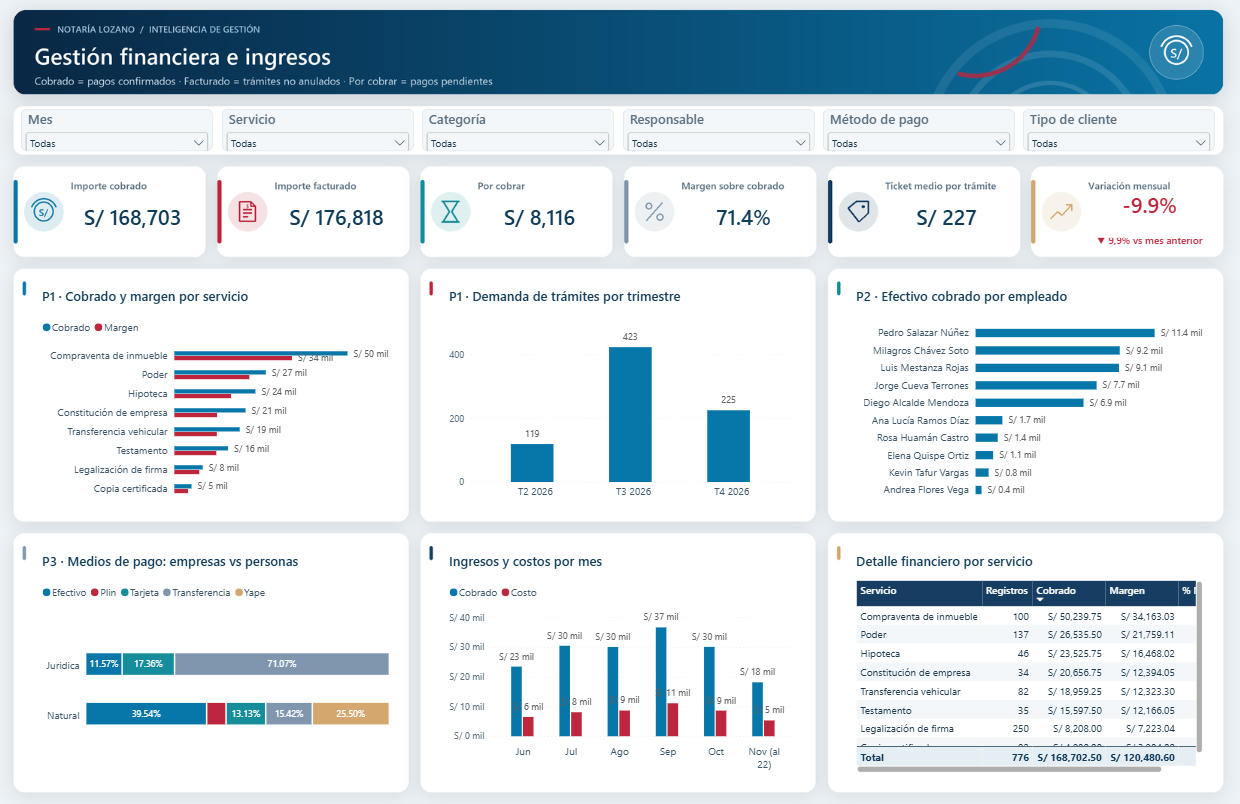 NOTARÍA LOZANO / INTELIGENCIA DE GESTIÓN
Gestión financiera e ingresos
Cobrado = pagos confirmados · Facturado = trámites no anulados · Por cobrar = pagos pendientes
S/
Mes
Todas
Servicio
Todas
Categoría
Todas
Responsable
Todas
Método de pago
Todas
Tipo de cliente
Todas
Importe cobrado
S/
S/ 168,703
Importe facturado
S/ 176,818
Por cobrar
S/ 8,116
Margen sobre cobrado
%
71.4%
Ticket medio por trámite
S/ 227
Variación mensual
-9.9%
▼ 9,9% vs mes anterior
P1 · Cobrado y margen por servicio
Cobrado Margen
Compraventa de inmueble S/ 50 mil
S/ 34 mil
Poder S/ 27 mil
Hipoteca S/ 24 mil
Constitución de empresa S/ 21 mil
Transferencia vehicular S/ 19 mil
Testamento S/ 16 mil
Legalización de firma S/ 8 mil
Copia certificada S/ 5 mil
P1 · Demanda de trámites por trimestre
400
200
0
119
423
225
T2 2026 T3 2026 T4 2026
P2 · Efectivo cobrado por empleado
Pedro Salazar Núñez S/ 11.4 mil
Milagros Chávez Soto S/ 9.2 mil
Luis Mestanza Rojas S/ 9.1 mil
Jorge Cueva Terrones S/ 7.7 mil
Diego Alcalde Mendoza S/ 6.9 mil
Ana Lucía Ramos Díaz S/ 1.7 mil
Rosa Huamán Castro S/ 1.4 mil
Elena Quispe Ortiz S/ 1.1 mil
Kevin Tafur Vargas S/ 0.8 mil
Andrea Flores Vega S/ 0.4 mil
P3 · Medios de pago: empresas vs personas
Efectivo Plin Tarjeta Transferencia Yape
Juridica 11.57% 17.36% 71.07%
Natural 39.54% 13.13% 15.42% 25.50%
Ingresos y costos por mes
Cobrado Costo
S/ 40 mil
S/ 30 mil
S/ 20 mil
S/ 10 mil
S/ 0 mil
S/ 23 mil S/ 30 mil S/ 30 mil S/ 37 mil S/ 30 mil S/ 18 mil
6 mil 8 mil 9 mil 11 mil 9 mil 5 mil
Jun Jul Ago Sep Oct Nov (al
22)
Detalle financiero por servicio
Servicio Registros Cobrado Margen %
Compraventa de inmueble 100 S/ 50,239.75 S/ 34,163.03
Poder 137 S/ 26,535.50 S/ 21,759.11
Hipoteca 46 S/ 23,525.75 S/ 16,468.02
Constitución de empresa 34 S/ 20,656.75 S/ 12,394.05
Transferencia vehicular 82 S/ 18,959.25 S/ 12,323.30
Testamento 35 S/ 15,597.50 S/ 12,166.05
Legalización de firma 250 S/ 8,208.00 S/ 7,223.04
Total 776 S/ 168,702.50 S/ 120,480.60